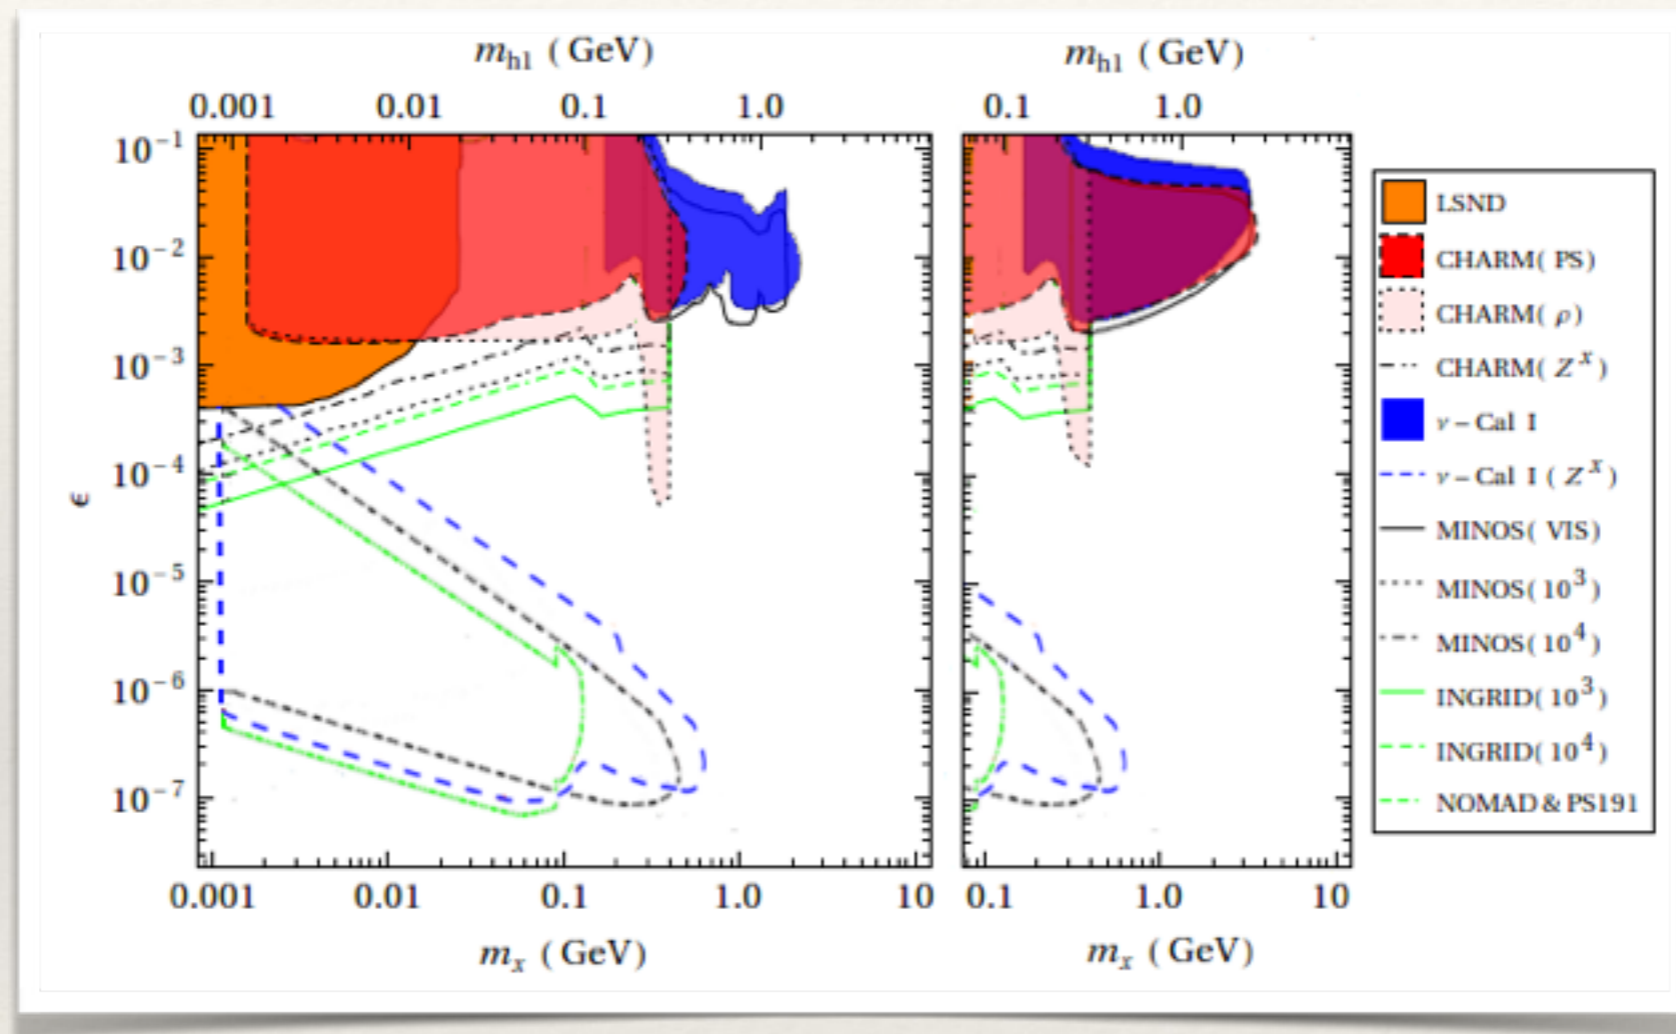 m_h1 ( GeV) m_h1 ( GeV)
0.001 0.01 0.1 1.0 0.1 1.0
10^-1
10^-2
10^-3
10^-4
10^-5
10^-6
10^-7
ϵ
0.001 0.01 0.1 1.0 10 0.1 1.0 10
m_x ( GeV) m_x ( GeV)
LSND
CHARM( PS)
CHARM( ρ)
CHARM( Z^x )
ν – Cal I
ν – Cal I ( Z^x )
MINOS( VIS)
MINOS( 10^3 )
MINOS( 10^4 )
INGRID( 10^3 )
INGRID( 10^4 )
NOMAD & PS191